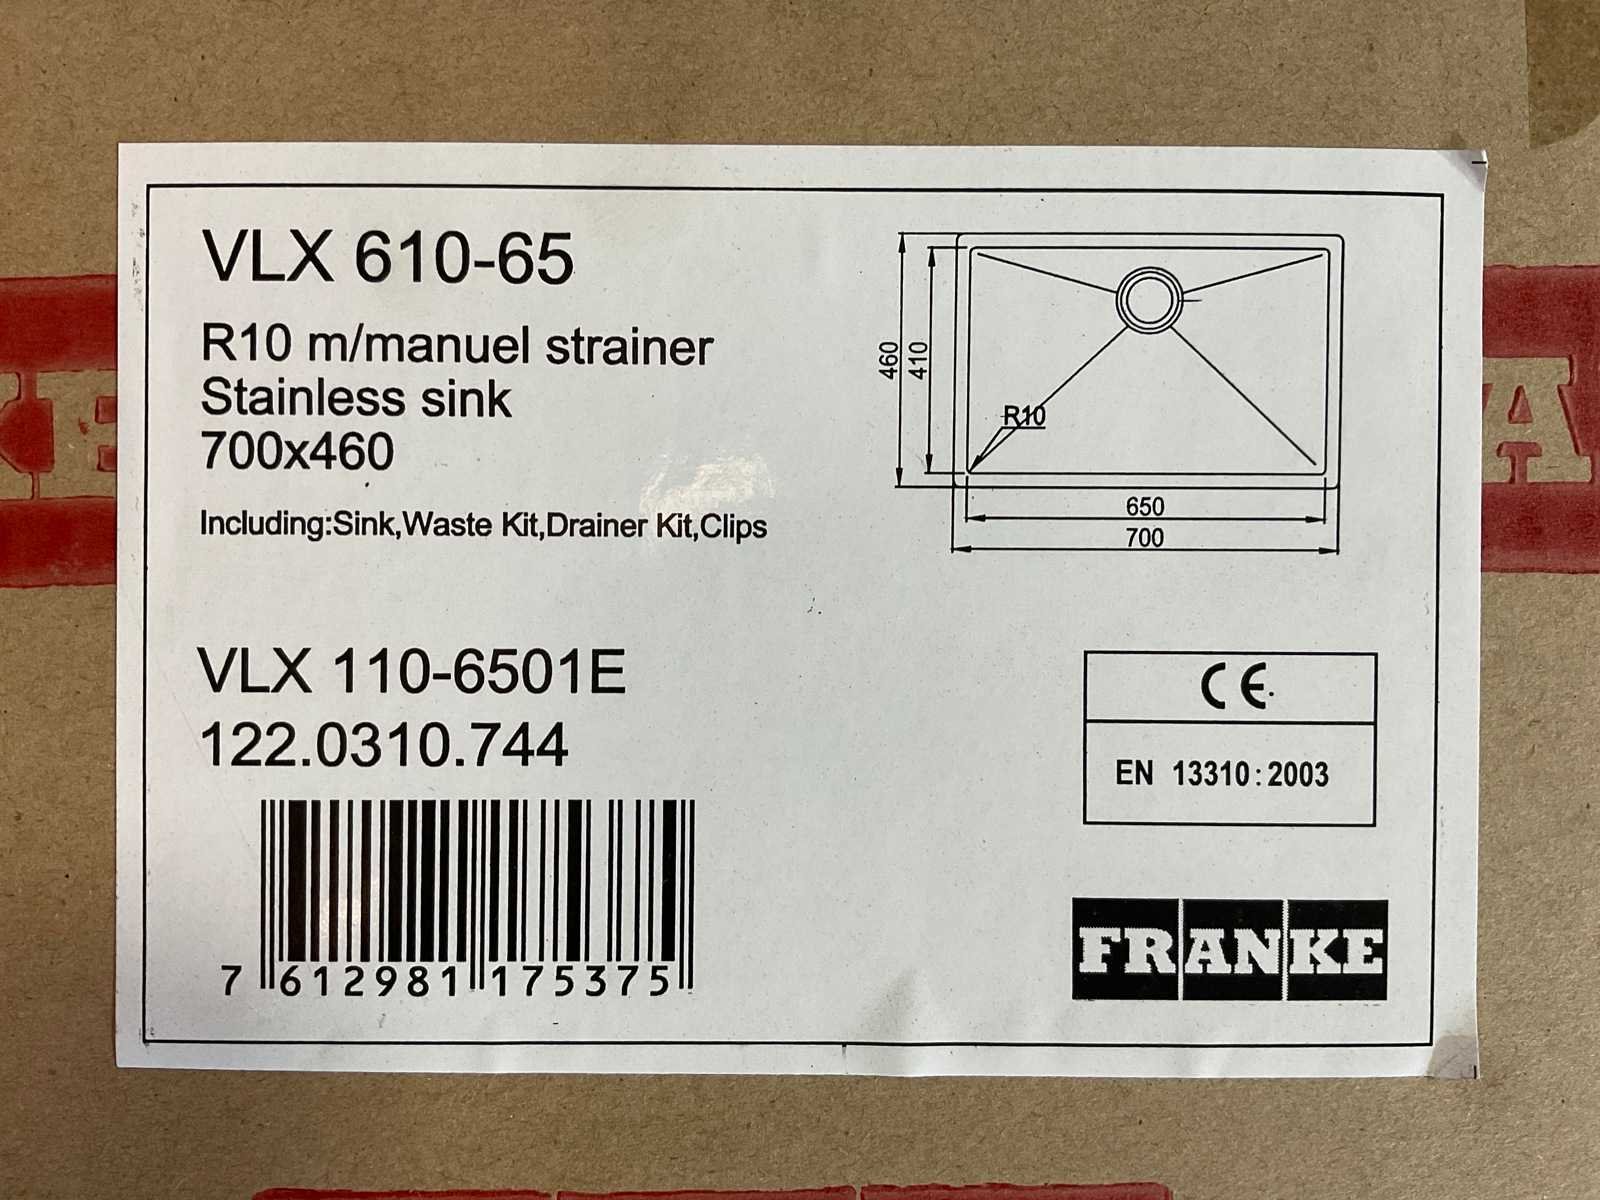 VLX 610-65
R10 m/manuel strainer
Stainless sink
700x460
Including:Sink,Waste Kit,Drainer Kit,Clips
460
410
R10
650
700
VLX 110-6501E
122.0310.744
7 612981 175375
CE
EN 13310:2003
FRANKE
KE
A